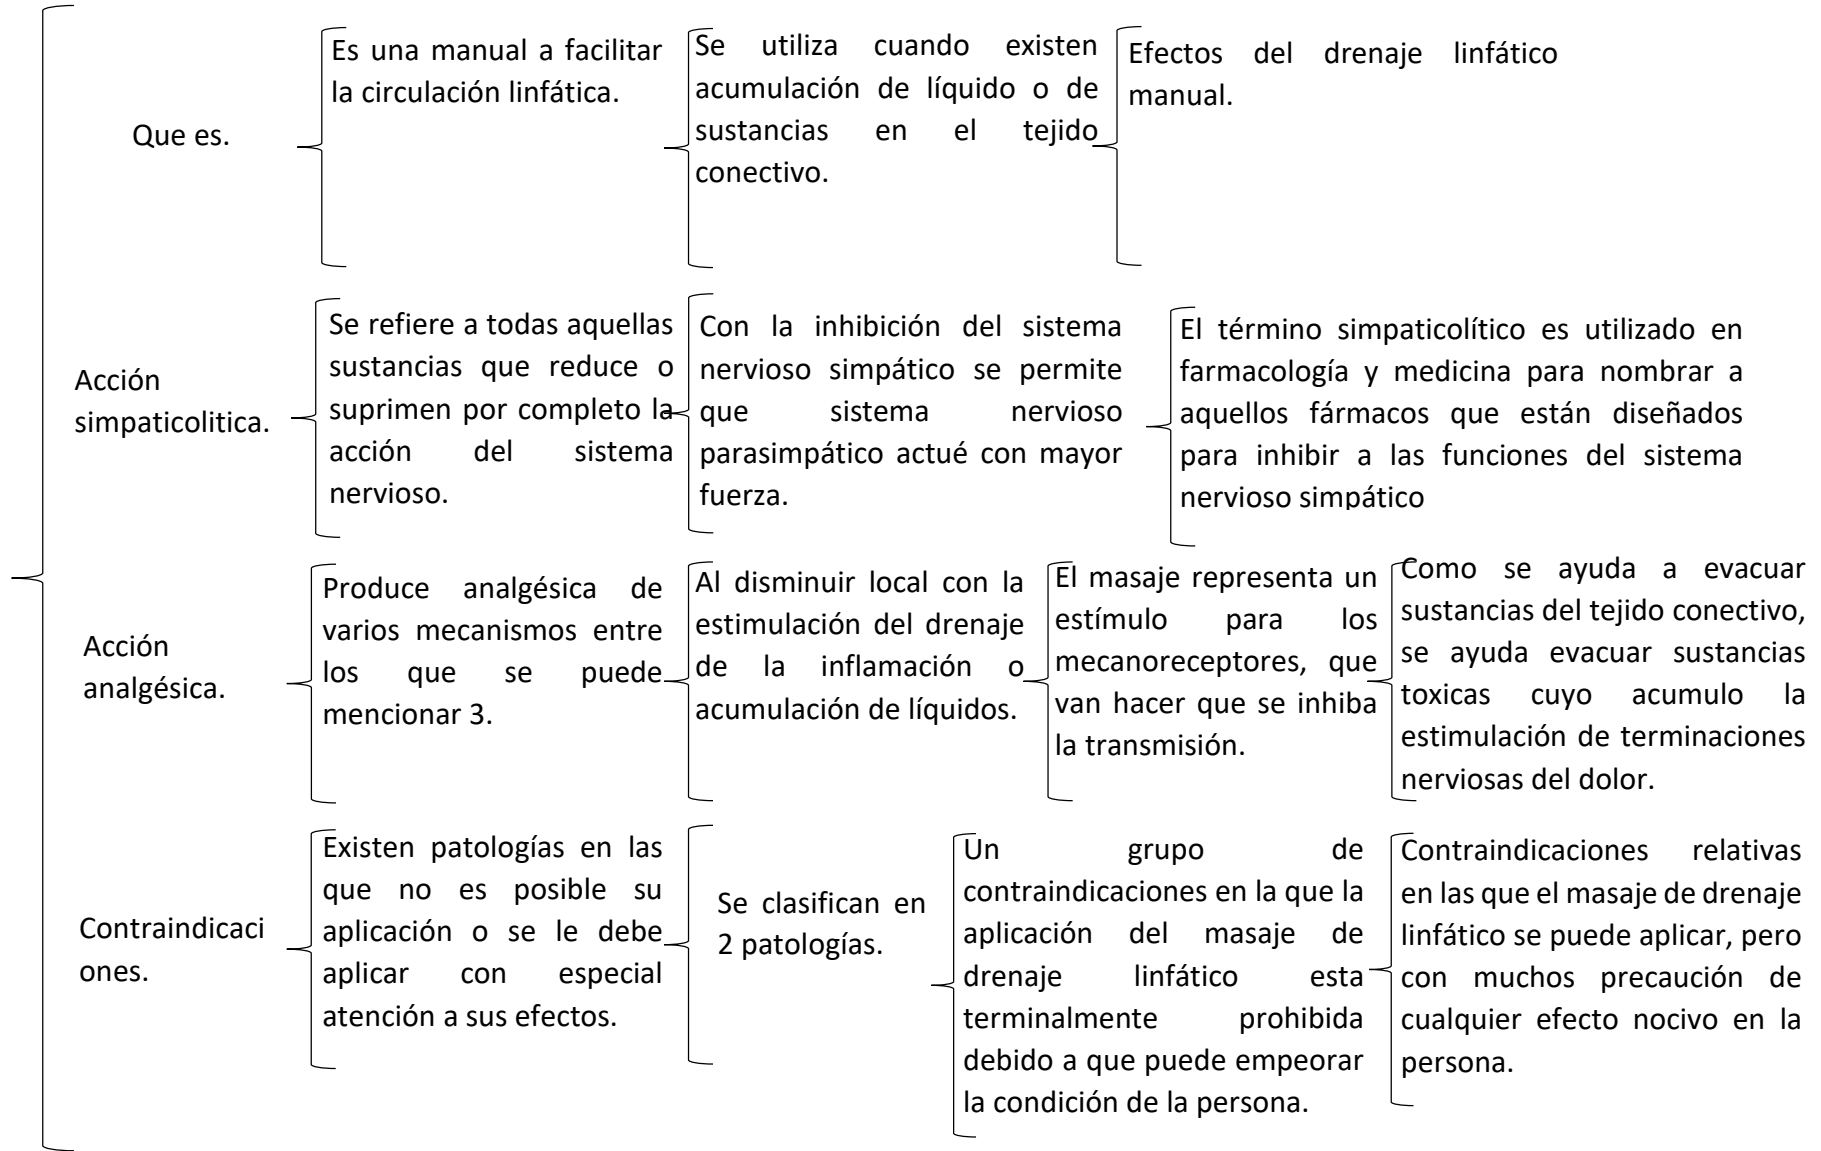 Que es.
Es una manual a facilitar
la circulación linfática.
Se utiliza cuando existen
acumulación de líquido o de
sustancias en el tejido
conectivo.
Efectos del drenaje linfático
manual.
Acción
simpaticolitica.
Se refiere a todas aquellas
sustancias que reduce o
suprimen por completo la
acción del sistema
nervioso.
Con la inhibición del sistema
nervioso simpático se permite
que sistema nervioso
parasimpático actué con mayor
fuerza.
El término simpaticolítico es utilizado en
farmacología y medicina para nombrar a
aquellos fármacos que están diseñados
para inhibir a las funciones del sistema
nervioso simpático
Acción
analgésica.
Produce analgésica de
varios mecanismos entre
los que se puede
mencionar 3.
Al disminuir local con la
estimulación del drenaje
de la inflamación o
acumulación de líquidos.
El masaje representa un
estímulo para los
mecanoreceptores, que
van hacer que se inhiba
la transmisión.
Como se ayuda a evacuar
sustancias del tejido conectivo,
se ayuda evacuar sustancias
toxicas cuyo acumulo la
estimulación de terminaciones
nerviosas del dolor.
Contraindicaci
ones.
Existen patologías en las
que no es posible su
aplicación o se le debe
aplicar con especial
atención a sus efectos.
Se clasifican en
2 patologías.
Un grupo de
contraindicaciones en la que la
aplicación del masaje de
drenaje linfático esta
terminalmente prohibida
debido a que puede empeorar
la condición de la persona.
Contraindicaciones relativas
en las que el masaje de drenaje
linfático se puede aplicar, pero
con muchos precaución de
cualquier efecto nocivo en la
persona.